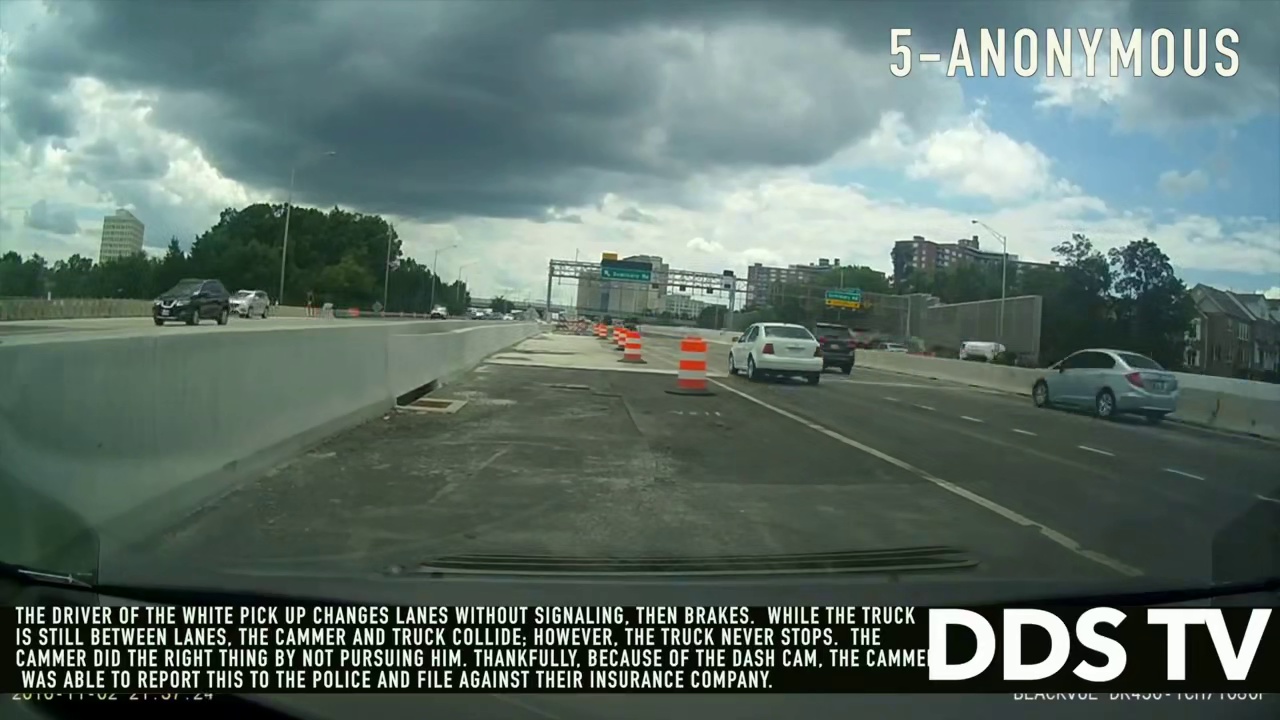 5-ANONYMOUS
Seminary Rd
THE DRIVER OF THE WHITE PICK UP CHANGES LANES WITHOUT SIGNALING, THEN BRAKES. WHILE THE TRUCK
IS STILL BETWEEN LANES, THE CAMMER AND TRUCK COLLIDE; HOWEVER, THE TRUCK NEVER STOPS. THE
CAMMER DID THE RIGHT THING BY NOT PURSUING HIM. THANKFULLY, BECAUSE OF THE DASH CAM, THE CAMME
WAS ABLE TO REPORT THIS TO THE POLICE AND FILE AGAINST THEIR INSURANCE COMPANY.
DDS TV